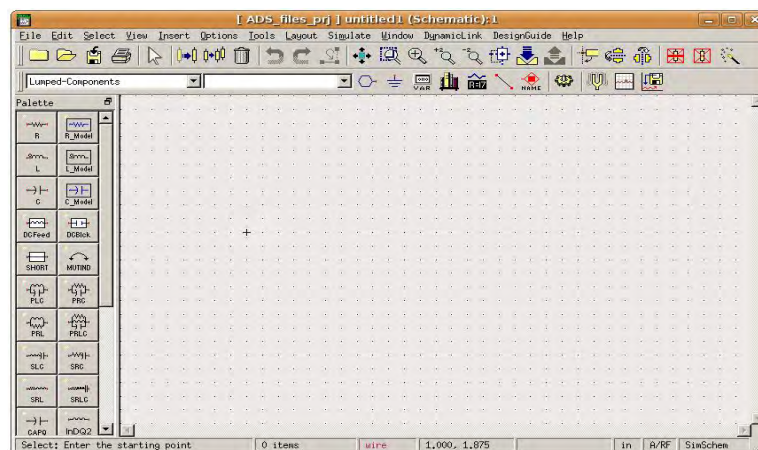 [ ADS_files_prj ] untitled1 (Schematic):1
File Edit Select View Insert Options Tools Layout Simulate Window DynamicLink DesignGuide Help
Lumped-Components
VAR
NAME
Palette
R R_Model
L L_Model
C C_Model
DCFeed DCBlck
SHORT MUTIND
PLC PRC
PRL PRLC
SLC SRC
SRL SRLC
CAPQ InDQ2
Select: Enter the starting point 0 items wire 1.000, 1.875 in A/RF SimSchem